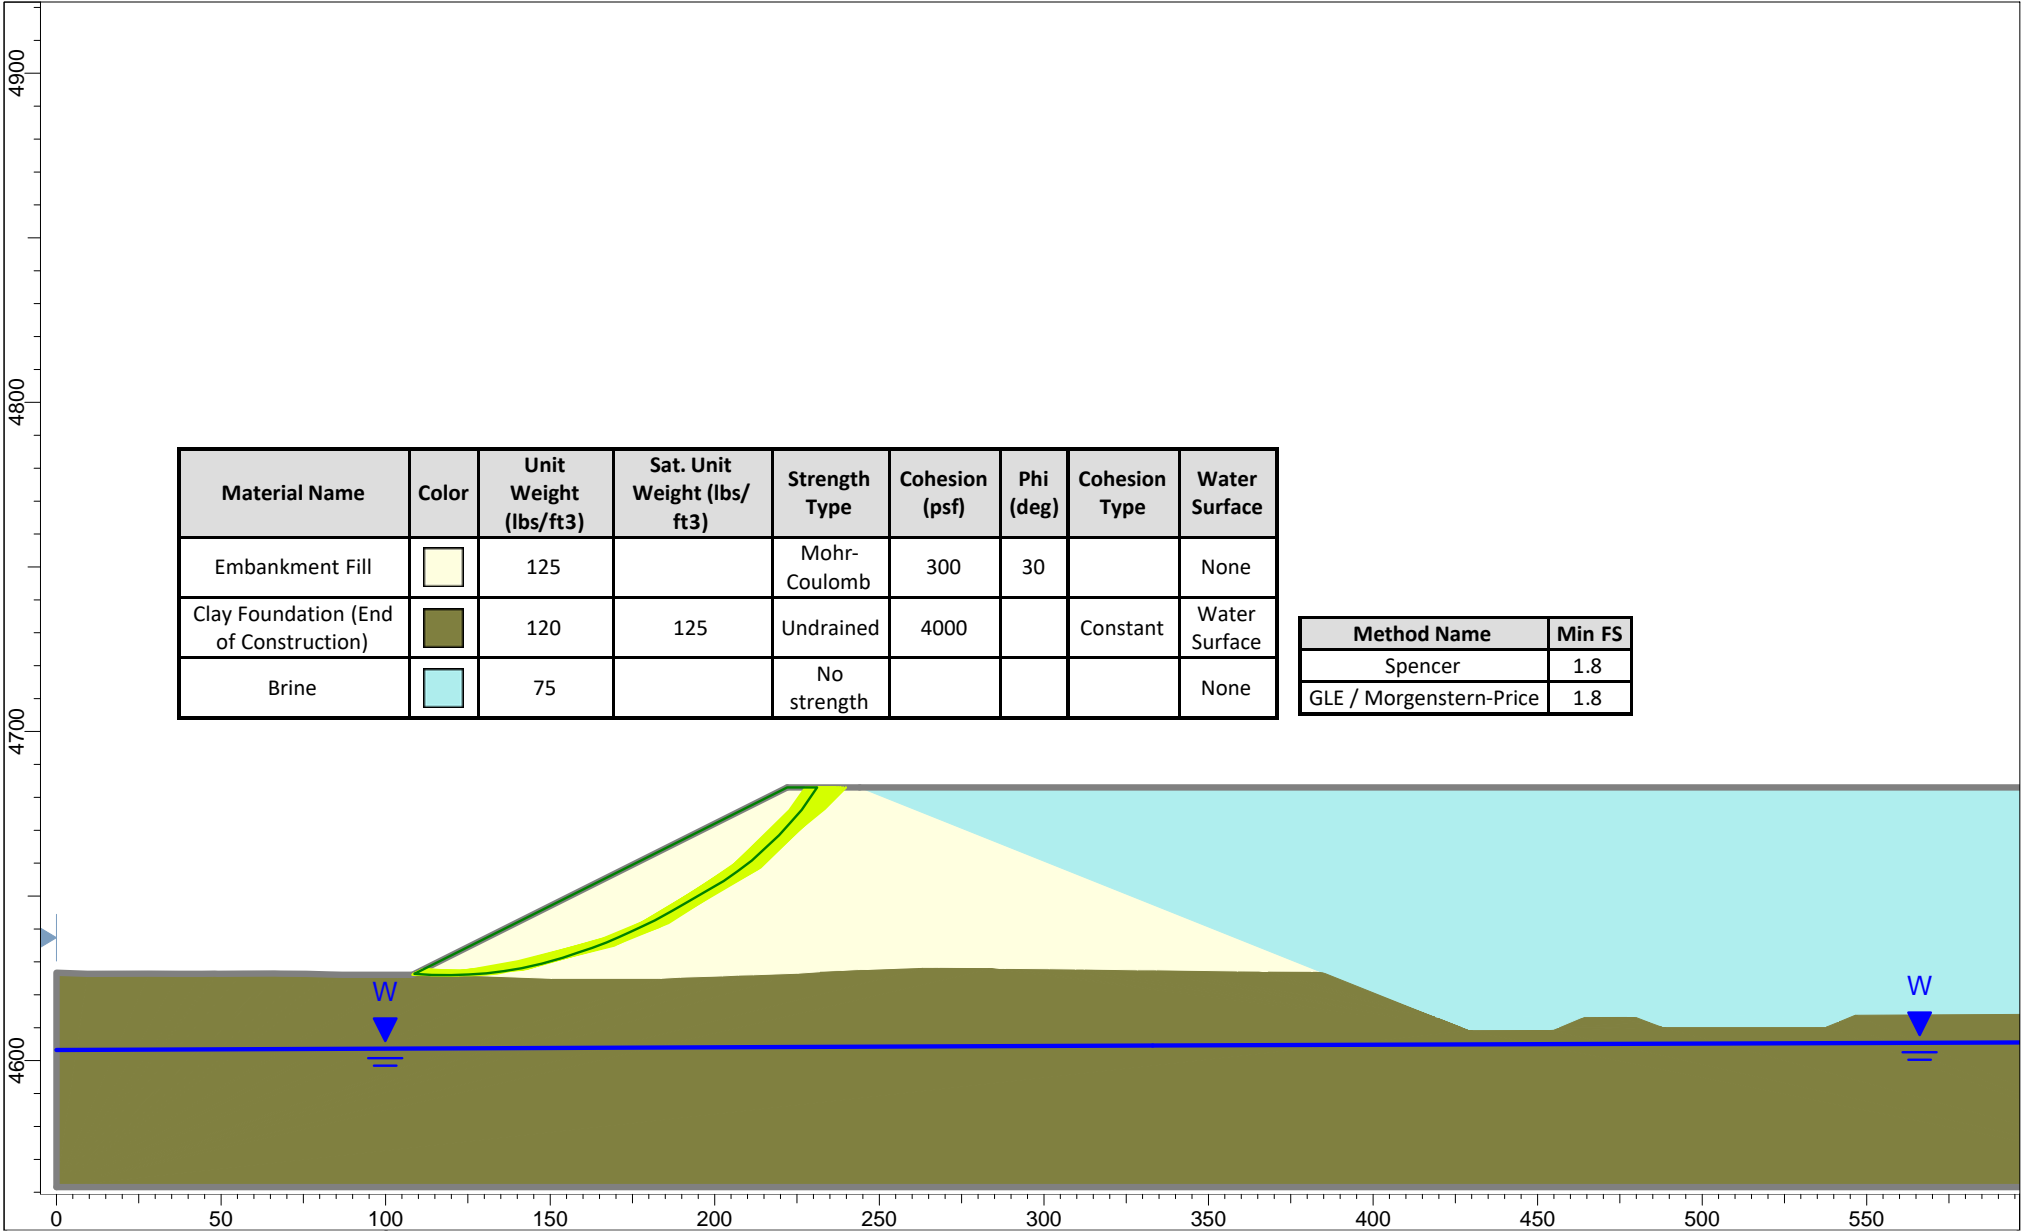 4900
4800
4700
4600
Material Name
Color
Unit
Weight
(lbs/ft3)
Sat. Unit
Weight (lbs/
ft3)
Strength
Type
Cohesion
(psf)
Phi
(deg)
Cohesion
Type
Water
Surface
Embankment Fill
125
Mohr-
Coulomb
300
30
None
Clay Foundation (End
of Construction)
120
125
Undrained
4000
Constant
Water
Surface
Brine
75
No
strength
None
Method Name
Min FS
Spencer
1.8
GLE / Morgenstern-Price
1.8
W
W
0
50
100
150
200
250
300
350
400
450
500
550